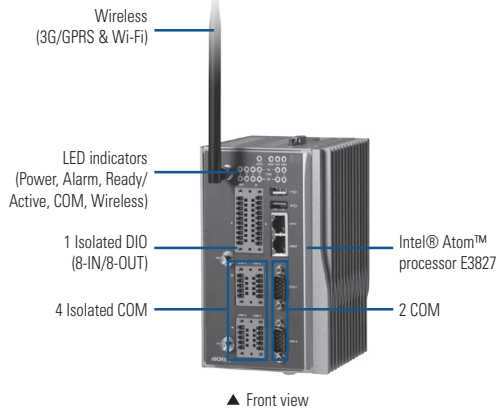 Wireless
(3G/GPRS & Wi-Fi)
LED indicators
(Power, Alarm, Ready/
Active, COM, Wireless)
1 Isolated DIO
(8-IN/8-OUT)
4 Isolated COM
Intel® Atom™
processor E3827
2 COM
▲ Front view